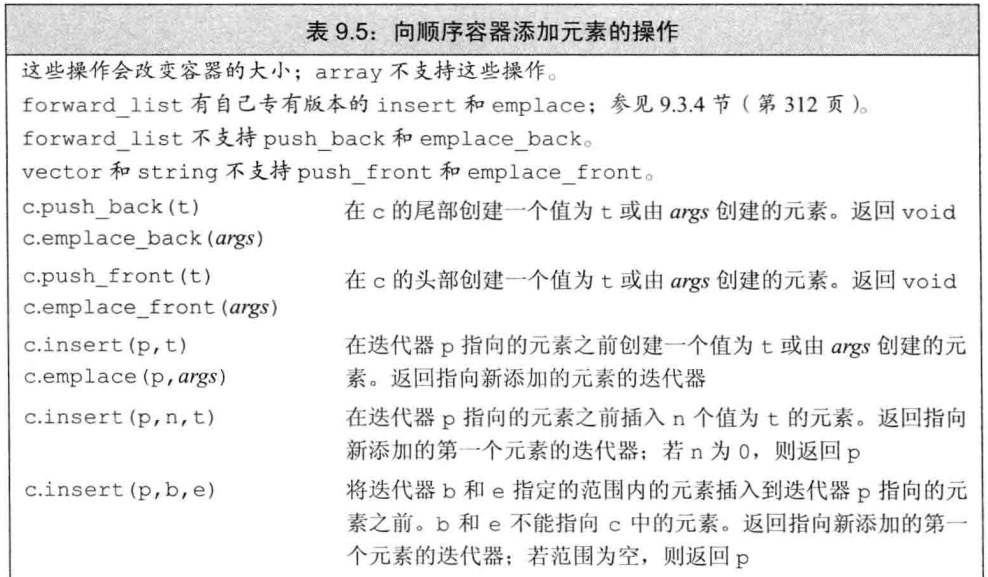 表 9.5：向顺序容器添加元素的操作
这些操作会改变容器的大小；array 不支持这些操作。
forward_list 有自己专有版本的 insert 和 emplace；参见 9.3.4 节（第 312 页）。
forward_list 不支持 push_back 和 emplace_back。
vector 和 string 不支持 push_front 和 emplace_front。
c.push_back(t) 在 c 的尾部创建一个值为 t 或由 args 创建的元素。返回 void
c.emplace_back(args)
c.push_front(t) 在 c 的头部创建一个值为 t 或由 args 创建的元素。返回 void
c.emplace_front(args)
c.insert(p,t) 在迭代器 p 指向的元素之前创建一个值为 t 或由 args 创建的元
c.emplace(p,args) 素。返回指向新添加的元素的迭代器
c.insert(p,n,t) 在迭代器 p 指向的元素之前插入 n 个值为 t 的元素。返回指向
新添加的第一个元素的迭代器；若 n 为 0，则返回 p
c.insert(p,b,e) 将迭代器 b 和 e 指定的范围内的元素插入到迭代器 p 指向的元
素之前。b 和 e 不能指向 c 中的元素。返回指向新添加的第一
个元素的迭代器；若范围为空，则返回 p